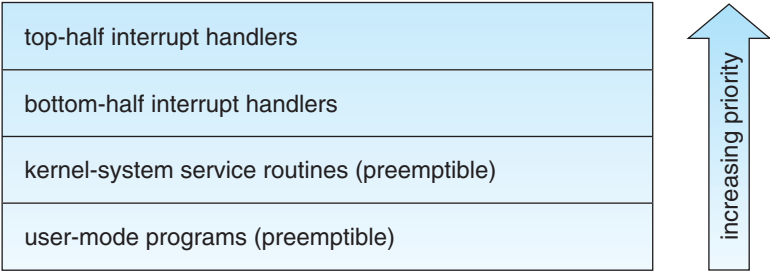 top-half interrupt handlers
bottom-half interrupt handlers
kernel-system service routines (preemptible)
user-mode programs (preemptible)
increasing priority